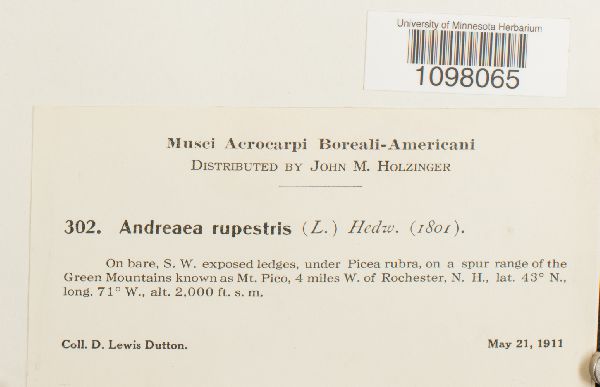 University of Minnesota Herbarium
1098065
Musci Acrocarpi Boreali-Americani
DISTRIBUTED BY JOHN M. HOLZINGER
302. Andreaea rupestris (L.) Hedw. (1801).
On bare, S. W. exposed ledges, under Picea rubra, on a spur range of the
Green Mountains known as Mt. Pico, 4 miles W. of Rochester, N. H., lat. 43° N.,
long. 71° W., alt. 2,000 ft. s. m.
Coll. D. Lewis Dutton.
May 21, 1911